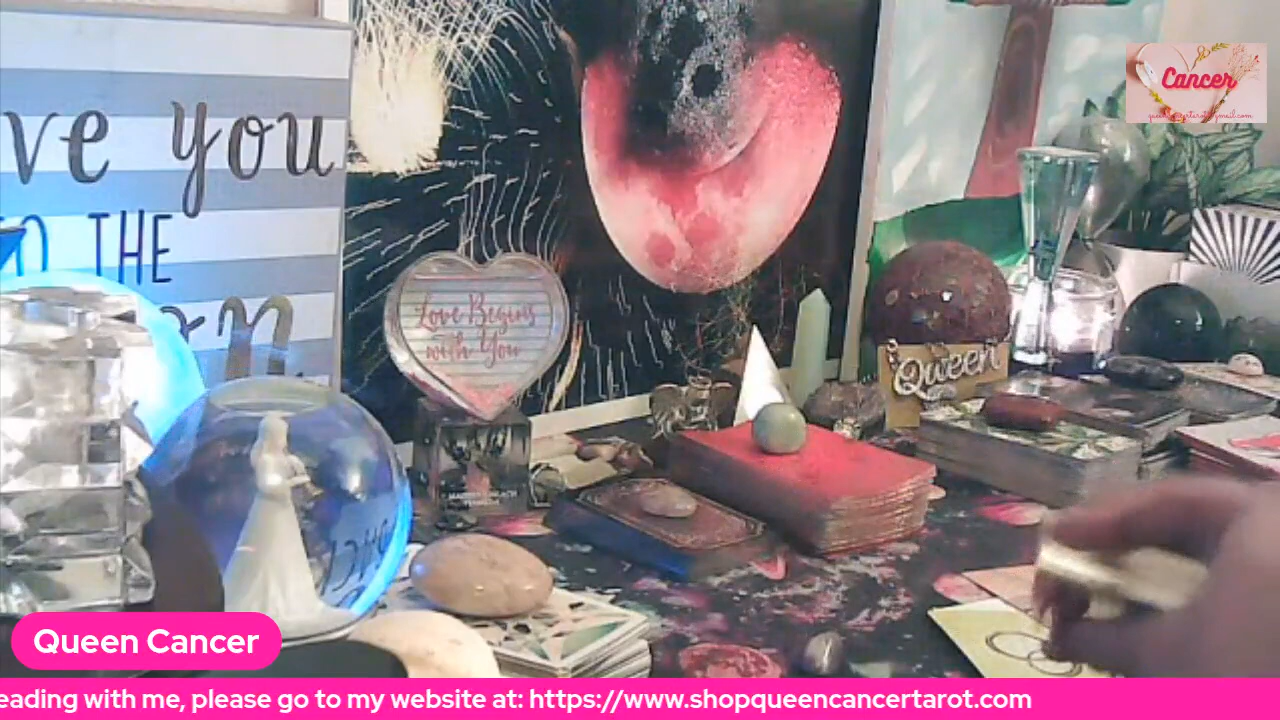 ve you
TO THE
Cancer
Love Begins
with You
Queen
Queen Cancer
eading with me, please go to my website at: https://www.shopqueencancertarot.com